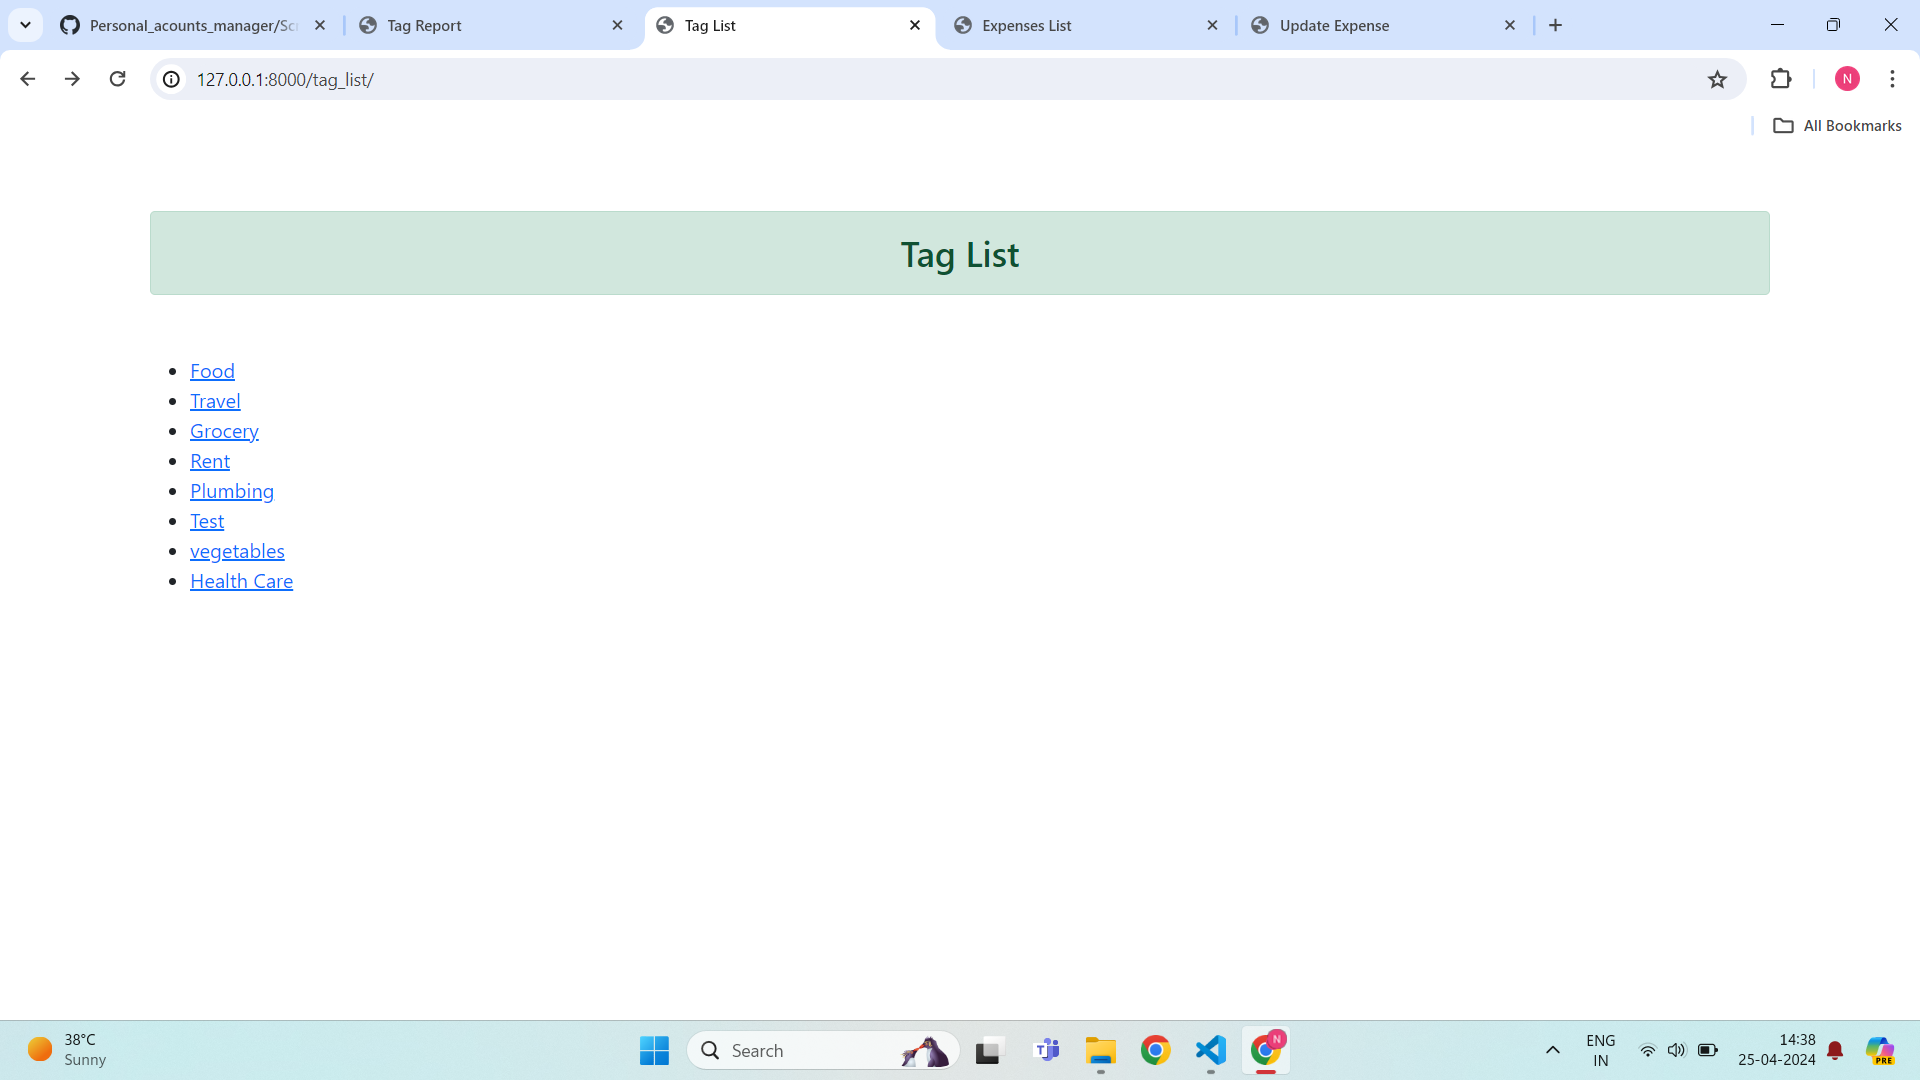 Personal_acounts_manager/Scr
Tag Report
Tag List
Expenses List
Update Expense
127.0.0.1:8000/tag_list/
N
All Bookmarks
Tag List
Food
Travel
Grocery
Rent
Plumbing
Test
vegetables
Health Care
38°C
Sunny
Search
T
N
ENG
IN
14:38
25-04-2024
PRE